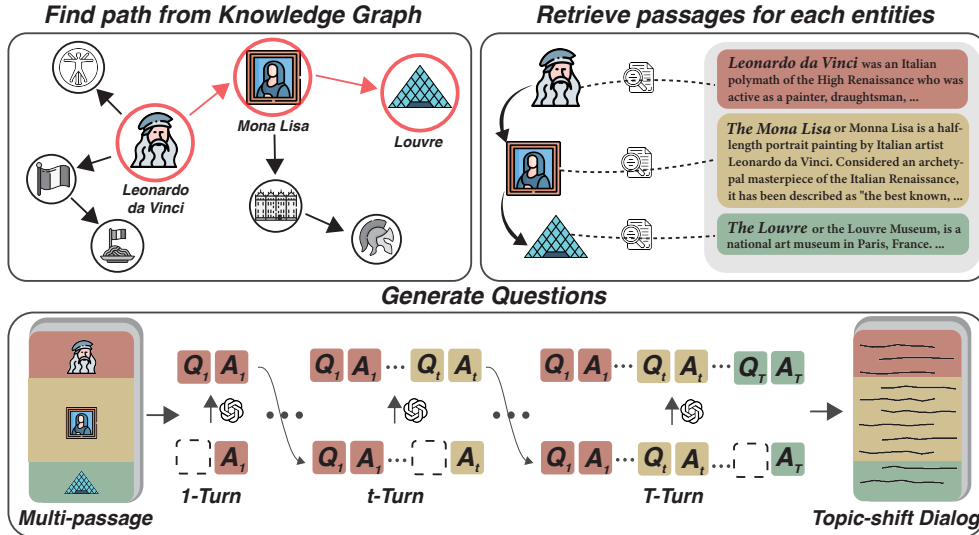 Find path from Knowledge Graph
Leonardo
da Vinci
Mona Lisa
Louvre
Retrieve passages for each entities
Leonardo da Vinci was an Italian
polymath of the High Renaissance who was
active as a painter, draughtsman, ...
The Mona Lisa or Monna Lisa is a half-
length portrait painting by Italian artist
Leonardo da Vinci. Considered an archety-
pal masterpiece of the Italian Renaissance,
it has been described as "the best known, ...
The Louvre or the Louvre Museum, is a
national art museum in Paris, France. ...
Generate Questions
Q1 A1
Q1 A1 ... Qt At
Q1 A1 ... Qt At ... QT AT
A1
Q1 A1 ... At
Q1 A1 ... Qt At ... AT
1-Turn
t-Turn
T-Turn
Multi-passage
Topic-shift Dialog